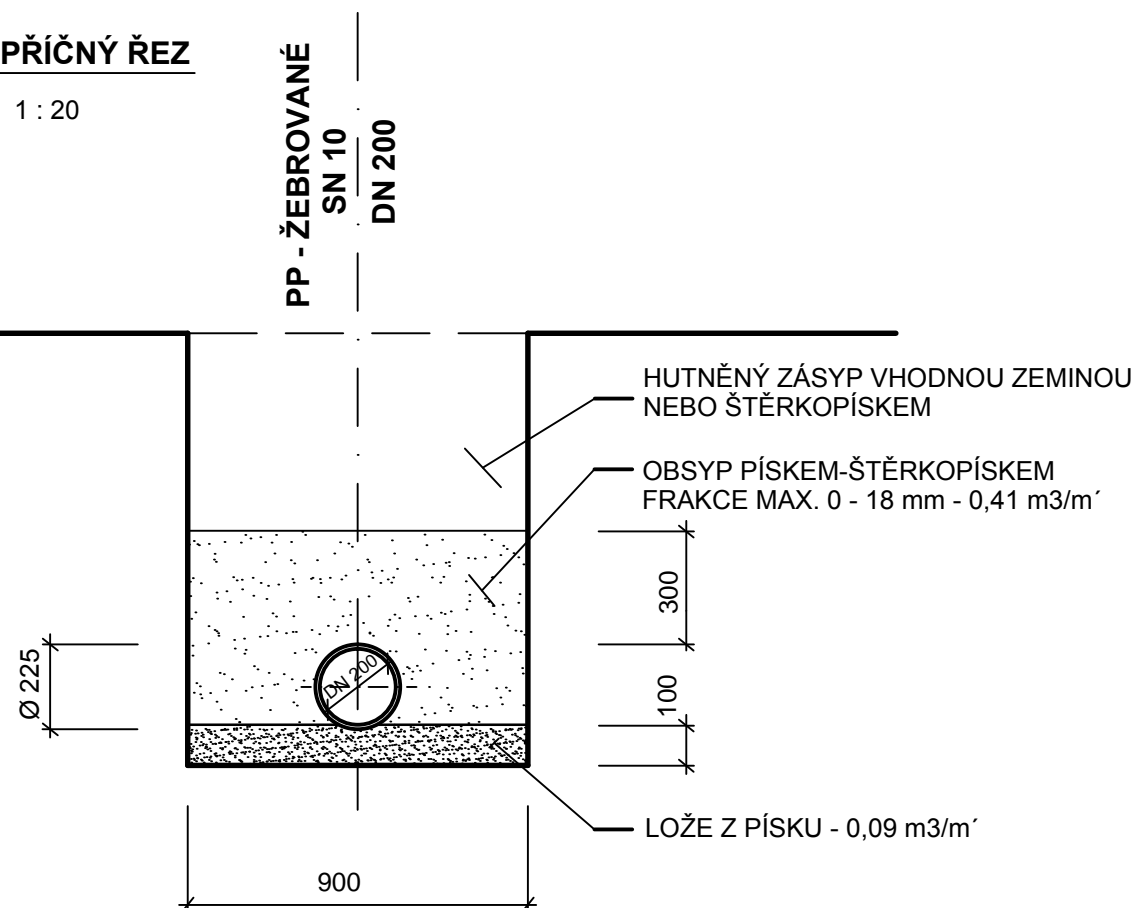 PŘÍČNÝ ŘEZ
1 : 20
PP - ŽEBROVANÉ
SN 10
DN 200
HUTNĚNÝ ZÁSYP VHODNOU ZEMINOU
NEBO ŠTĚRKOPÍSKEM
OBSYP PÍSKEM-ŠTĚRKOPÍSKEM
FRAKCE MAX. 0 - 18 mm - 0,41 m3/m´
300
Ø 225
DN 200
100
LOŽE Z PÍSKU - 0,09 m3/m´
900